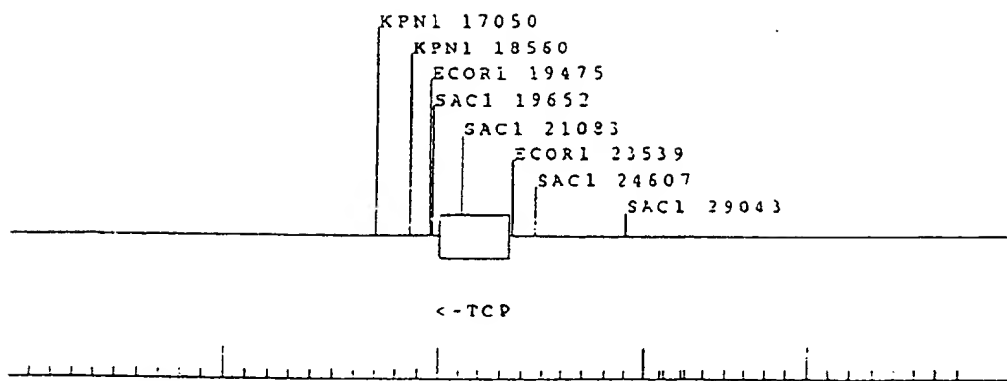 KPN1 17050
KPN1 18560
ECOR1 19475
SAC1 19652
SAC1 21083
ECOR1 23539
SAC1 24607
SAC1 29043
<-TCP